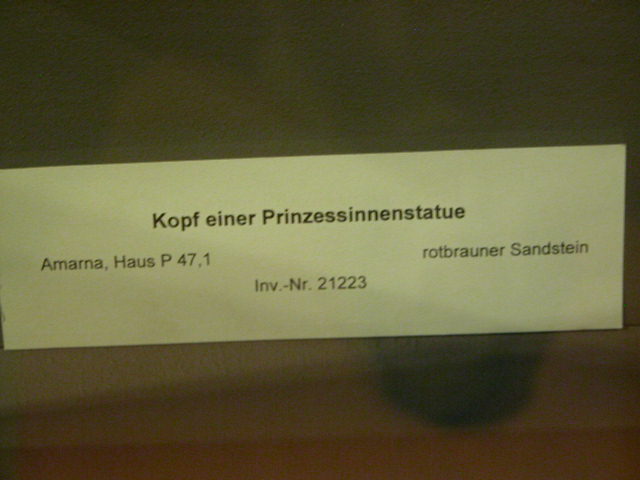 Kopf einer Prinzessinnenstatue
Amarna, Haus P 47,1 rotbrauner Sandstein
Inv.-Nr. 21223